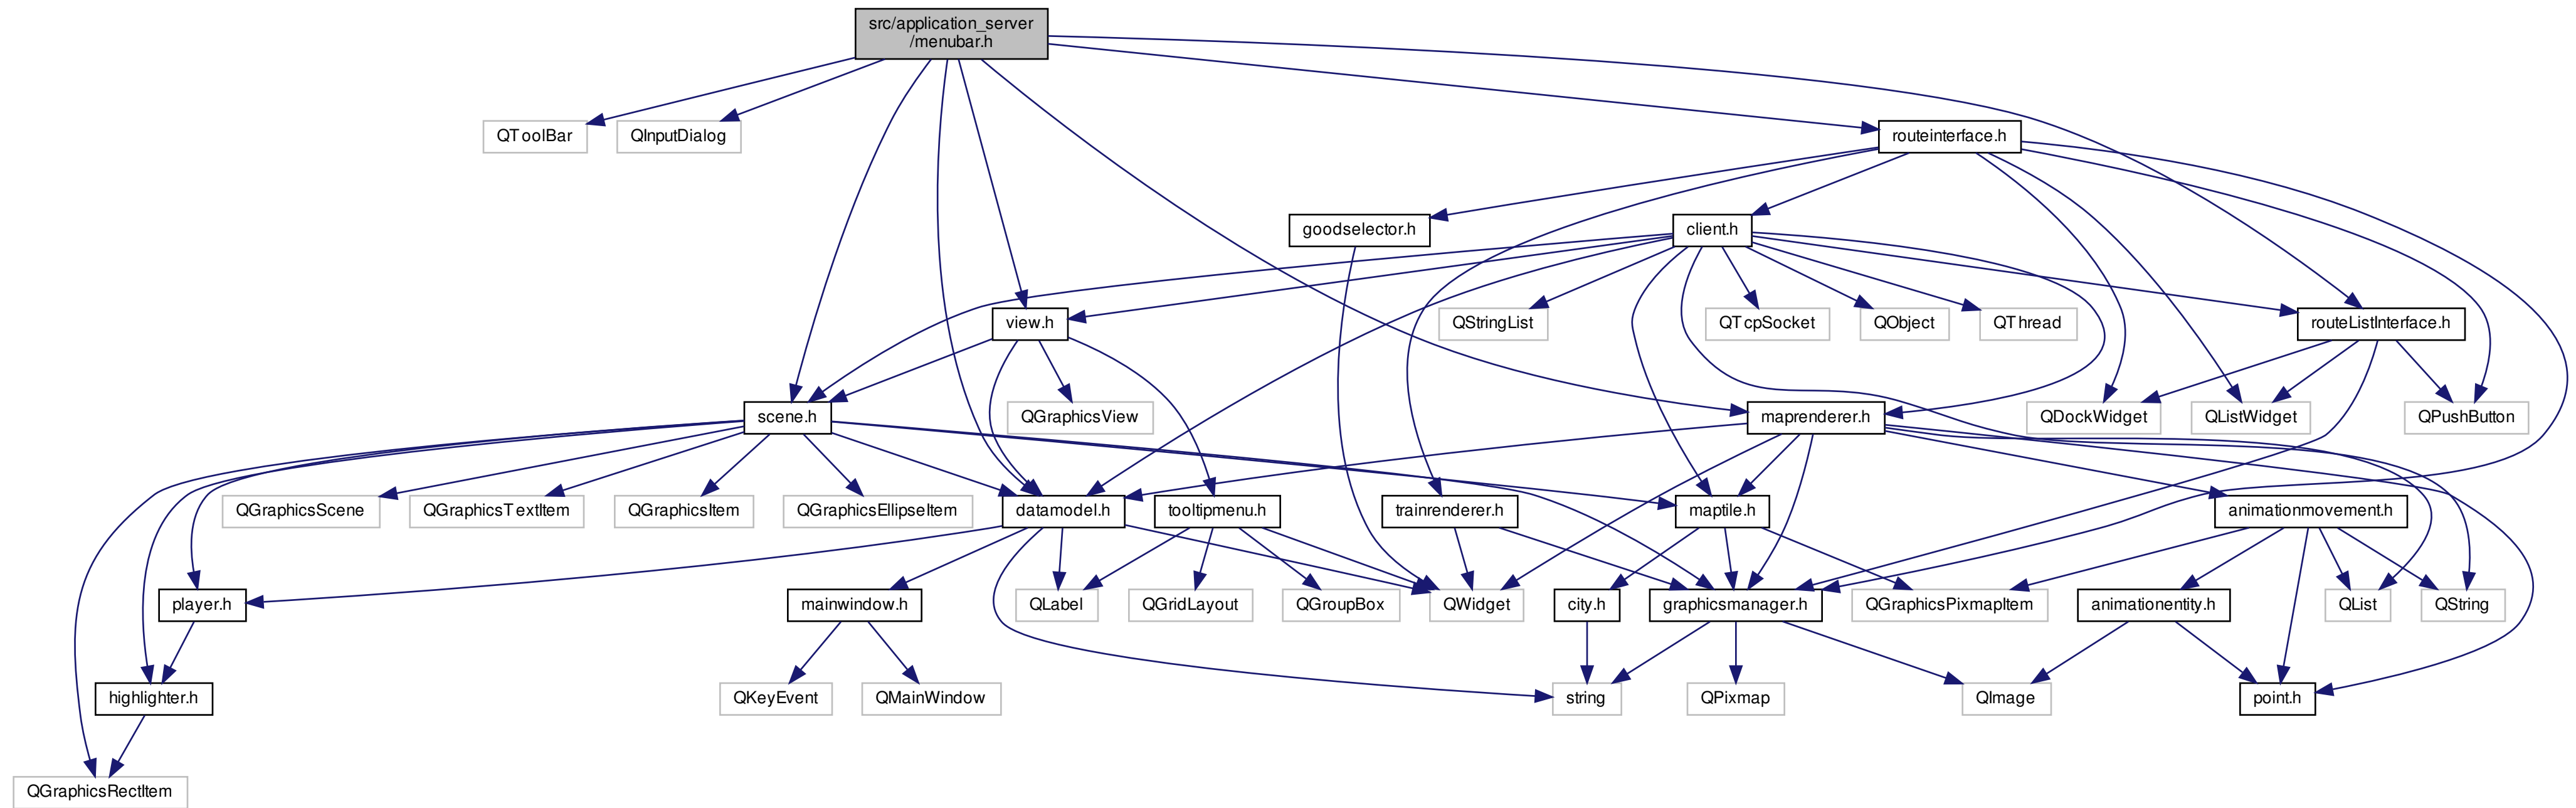 src/application_server
/menubar.h
QToolBar
QInputDialog
routeinterface.h
goodselector.h
client.h
view.h
QStringList
QTcpSocket
QObject
QThread
routeListInterface.h
scene.h
QGraphicsView
maprenderer.h
QDockWidget
QListWidget
QPushButton
QGraphicsScene
QGraphicsTextItem
QGraphicsItem
QGraphicsEllipseItem
datamodel.h
tooltipmenu.h
trainrenderer.h
maptile.h
animationmovement.h
player.h
mainwindow.h
QLabel
QGridLayout
QGroupBox
QWidget
city.h
graphicsmanager.h
QGraphicsPixmapItem
animationentity.h
QList
QString
highlighter.h
QKeyEvent
QMainWindow
string
QPixmap
QImage
point.h
QGraphicsRectItem